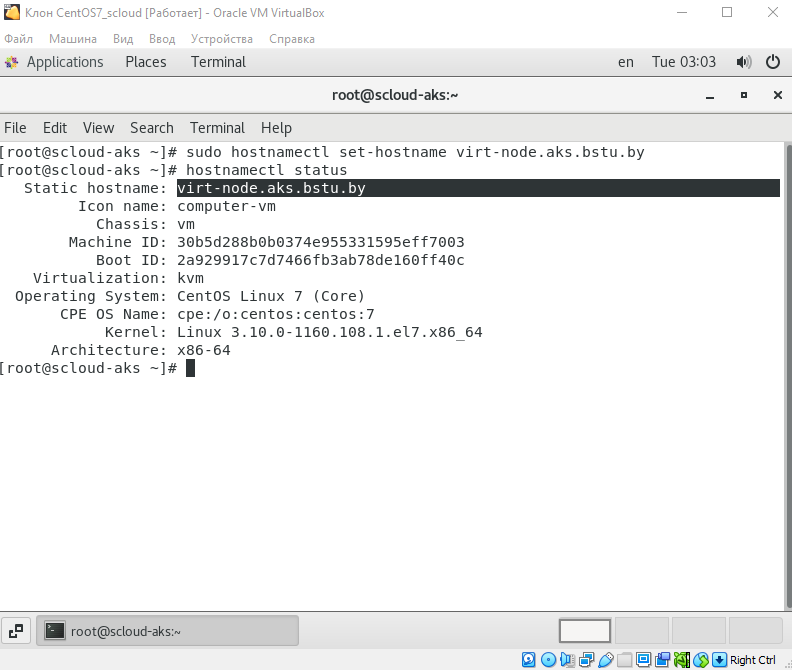 Клон CentOS7_scloud [Работает] - Oracle VM VirtualBox
Файл Машина Вид Ввод Устройства Справка
Applications Places Terminal en Tue 03:03
root@scloud-aks:~
File Edit View Search Terminal Help
[root@scloud-aks ~]# sudo hostnamectl set-hostname virt-node.aks.bstu.by
[root@scloud-aks ~]# hostnamectl status
Static hostname: virt-node.aks.bstu.by
Icon name: computer-vm
Chassis: vm
Machine ID: 30b5d288b0b0374e955331595eff7003
Boot ID: 2a929917c7d7466fb3ab78de160ff40c
Virtualization: kvm
Operating System: CentOS Linux 7 (Core)
CPE OS Name: cpe:/o:centos:centos:7
Kernel: Linux 3.10.0-1160.108.1.el7.x86_64
Architecture: x86-64
[root@scloud-aks ~]#
root@scloud-aks:~
Right Ctrl